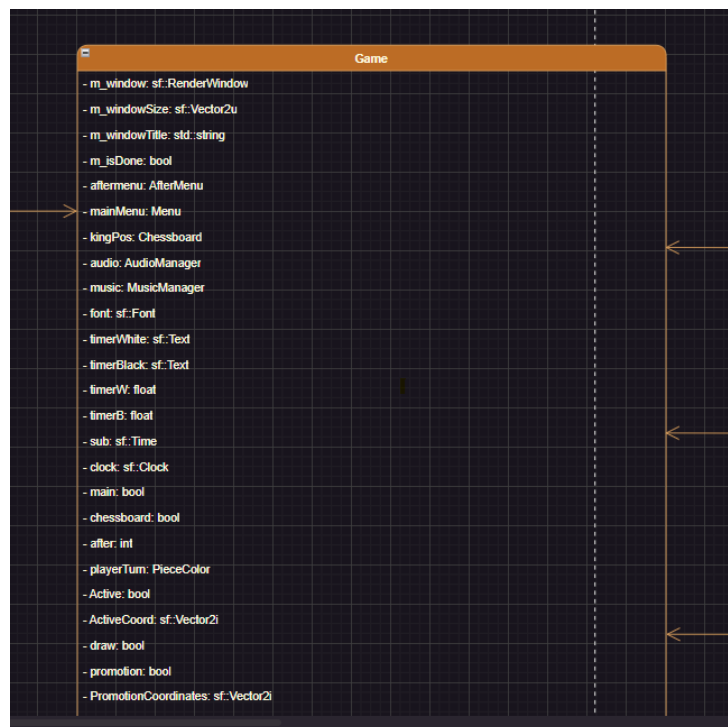 Game
- m_window: sf::RenderWindow
- m_windowSize: sf::Vector2u
- m_windowTitle: std::string
- m_isDone: bool
- aftermenu: AfterMenu
- mainMenu: Menu
- kingPos: Chessboard
- audio: AudioManager
- music: MusicManager
- font: sf::Font
- timerWhite: sf::Text
- timerBlack: sf::Text
- timerW: float
- timerB: float
- sub: sf::Time
- clock: sf::Clock
- main: bool
- chessboard: bool
- after: int
- playerTurn: PieceColor
- Active: bool
- ActiveCoord: sf::Vector2i
- draw: bool
- promotion: bool
- PromotionCoordinates: sf::Vector2i